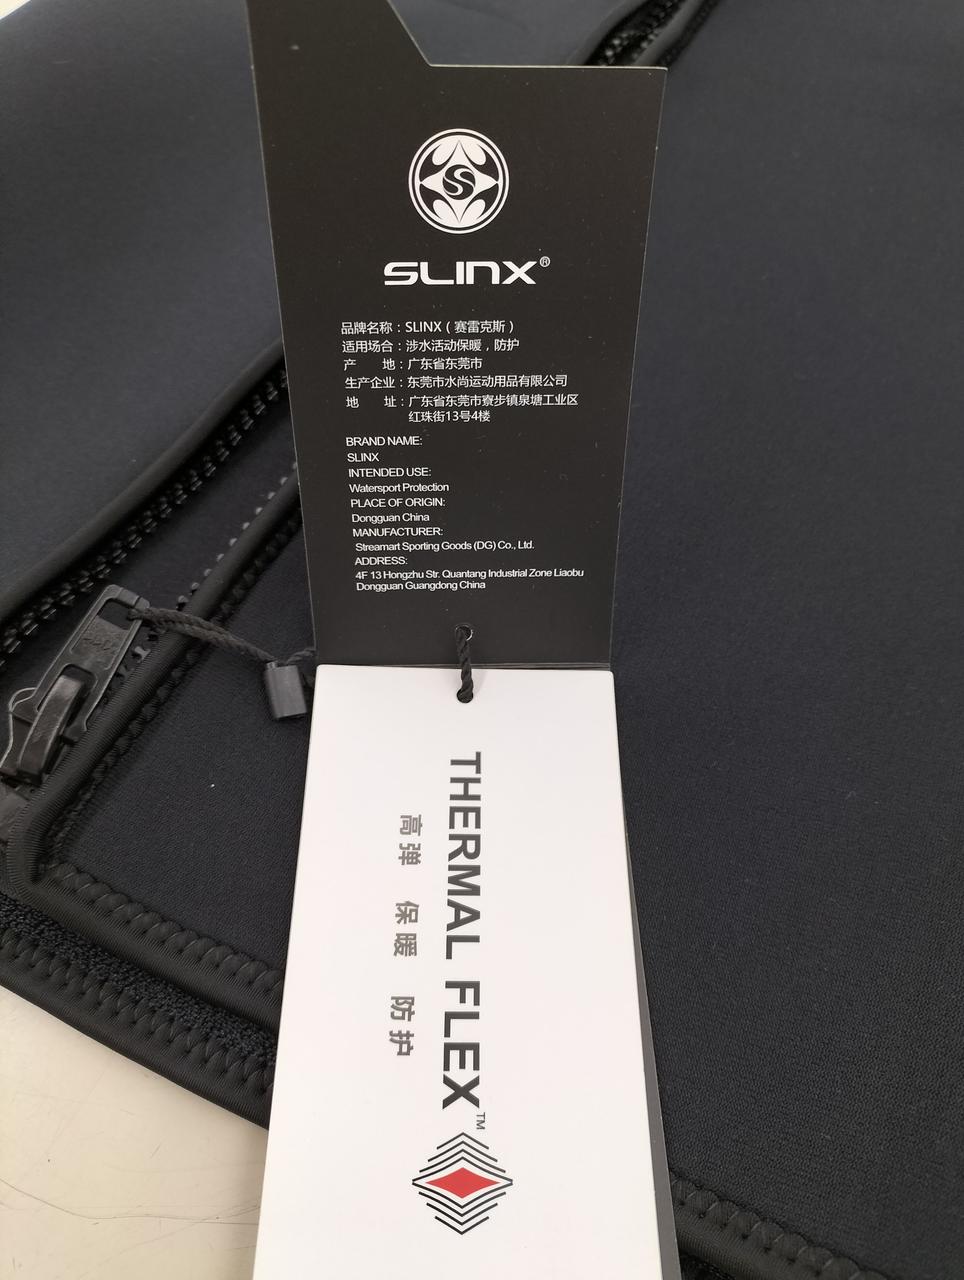 SLINX®
品牌名称：SLINX（赛雷克斯）
适用场合：涉水活动保暖，防护
产 地：广东省东莞市
生产企业：东莞市水尚运动用品有限公司
地 址：广东省东莞市寮步镇泉塘工业区
红珠街13号4楼
BRAND NAME:
SLINX
INTENDED USE:
Watersport Protection
PLACE OF ORIGIN:
Dongguan China
MANUFACTURER:
Streamart Sporting Goods (DG) Co., Ltd.
ADDRESS:
4F 13 Hongzhu Str. Quantang Industrial Zone Liaobu
Dongguan Guangdong China
THERMAL FLEX™
高弹 保暖 防护